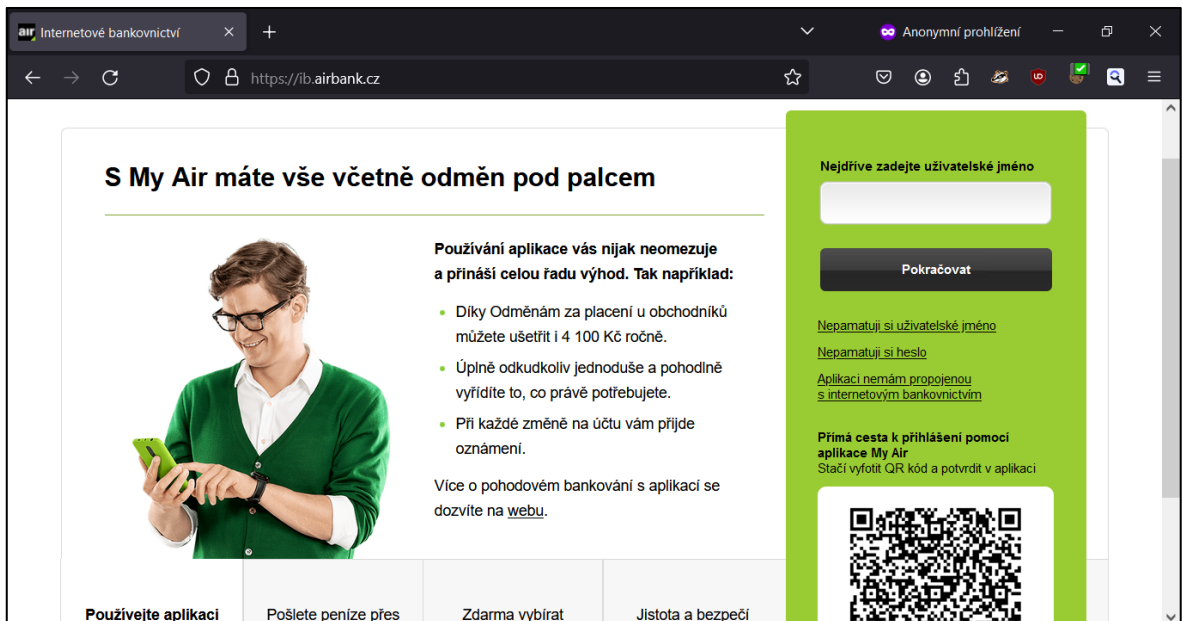 air Internetové bankovnictví
Anonymní prohlížení
https://ib.airbank.cz
S My Air máte vše včetně odměn pod palcem
Používání aplikace vás nijak neomezuje
a přináší celou řadu výhod. Tak například:
Díky Odměnám za placení u obchodníků
můžete ušetřit i 4 100 Kč ročně.
Úplně odkudkoliv jednoduše a pohodlně
vyřídíte to, co právě potřebujete.
Při každé změně na účtu vám přijde
oznámení.
Více o pohodovém bankování s aplikací se
dozvíte na webu.
Nejdříve zadejte uživatelské jméno
Pokračovat
Nepamatuji si uživatelské jméno
Nepamatuji si heslo
Aplikaci nemám propojenou
s internetovým bankovnictvím
Přímá cesta k přihlášení pomocí
aplikace My Air
Stačí vyfotit QR kód a potvrdit v aplikaci
Používejte aplikaci
Pošlete peníze přes
Zdarma vybírat
Jistota a bezpečí